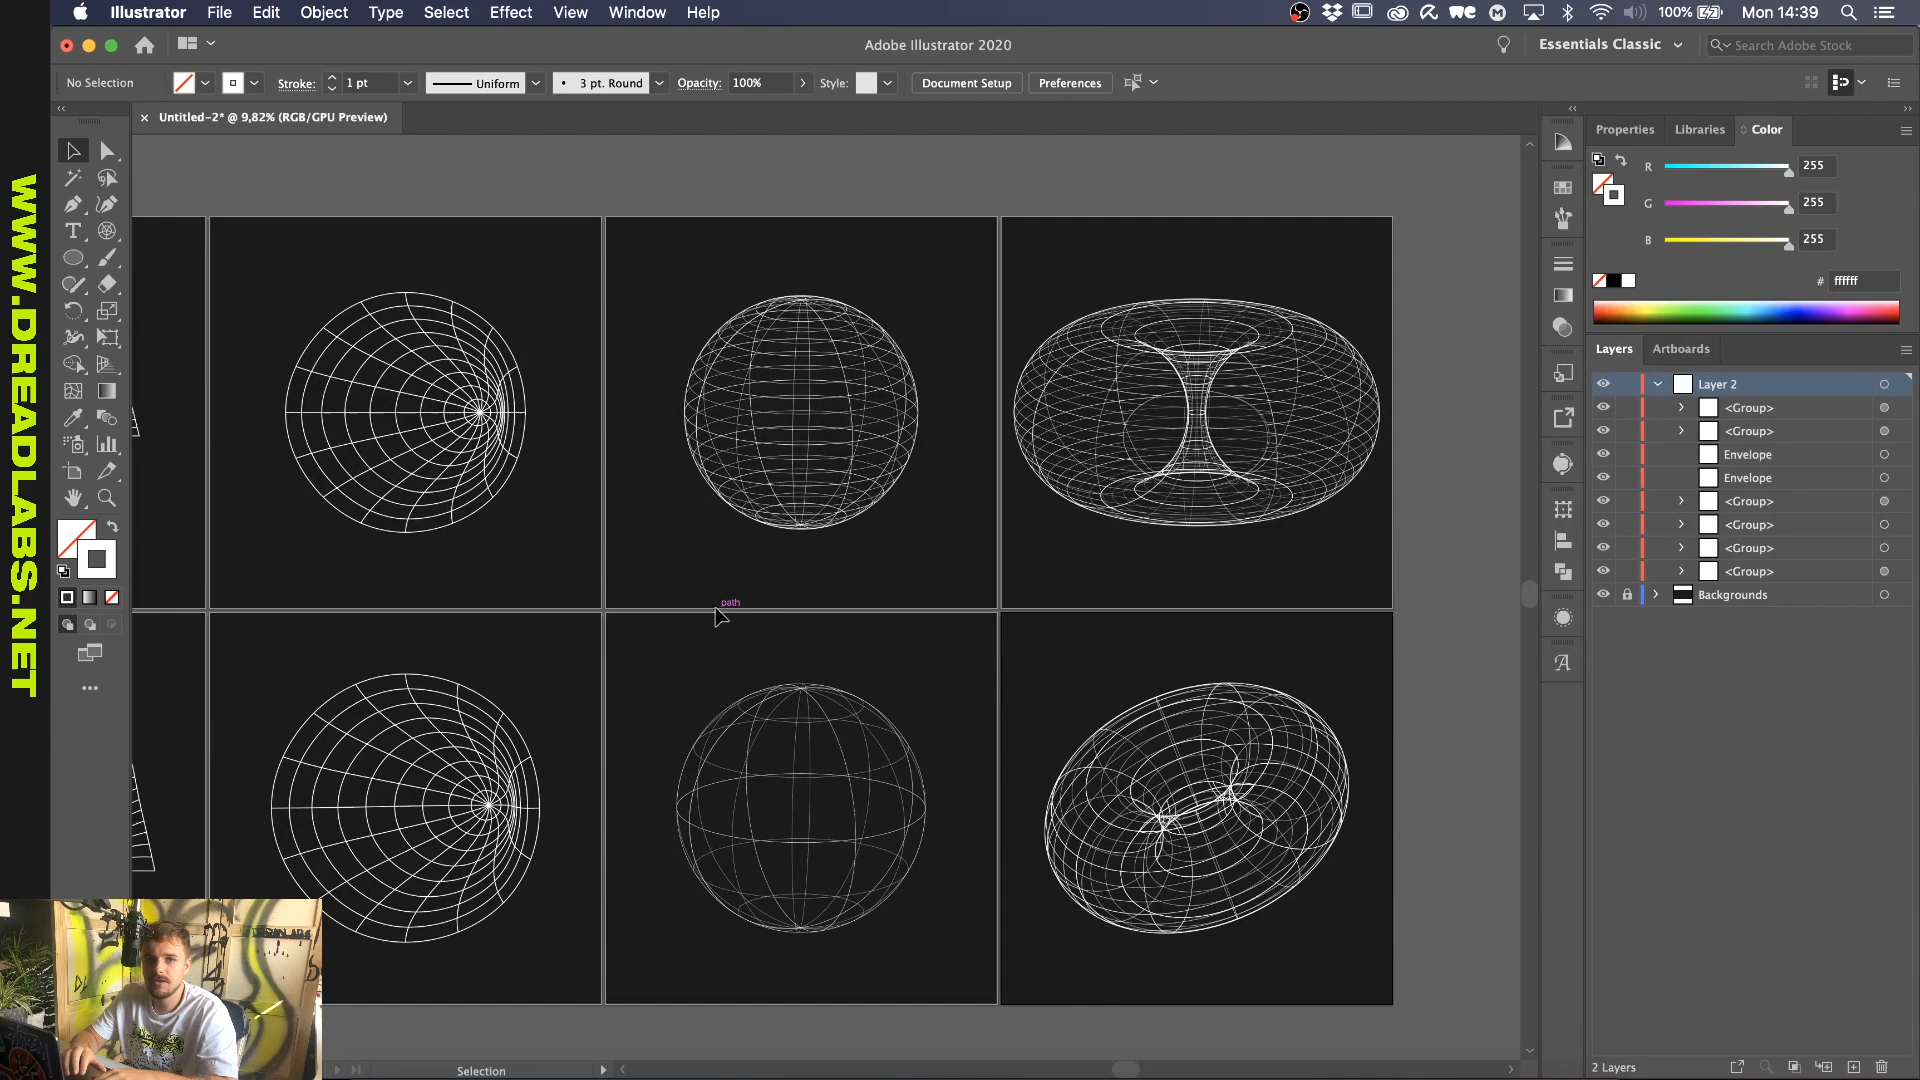 Illustrator File Edit Object Type Select Effect View Window Help
100% Mon 14:39
Adobe Illustrator 2020
Essentials Classic
Search Adobe Stock
No Selection
Stroke: 1 pt
Uniform
3 pt. Round
Opacity: 100%
Style:
Document Setup
Preferences
Untitled-2* @ 9,82% (RGB/GPU Preview)
Properties Libraries Color
R 255
G 255
B 255
# ffffff
Layers Artboards
Layer 2
<Group>
<Group>
Envelope
Envelope
<Group>
<Group>
<Group>
<Group>
Backgrounds
path
WWW.DREADLABS.NET
Selection
2 Layers